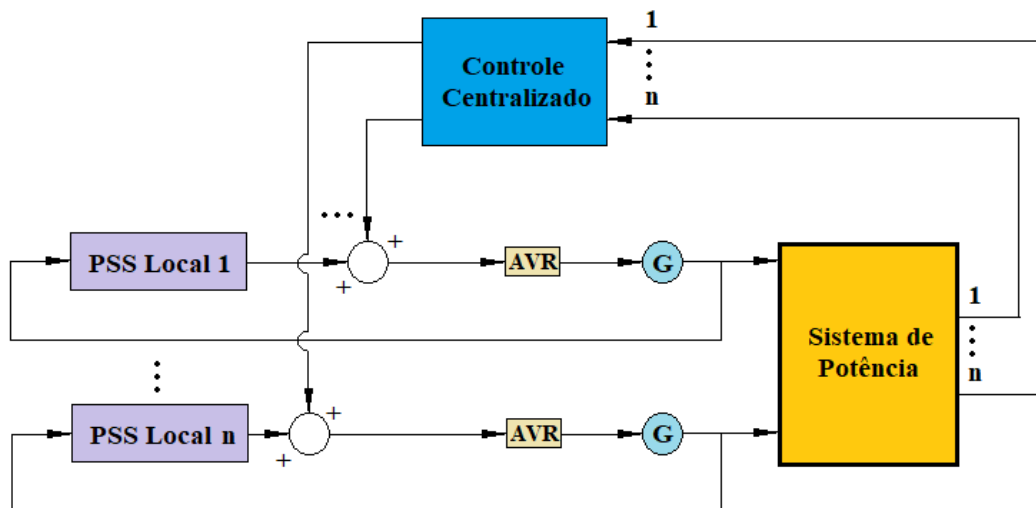 1
n
Controle
Centralizado
+
PSS Local 1
+
AVR
G
1
n
Sistema de
Potência
+
PSS Local n
+
AVR
G